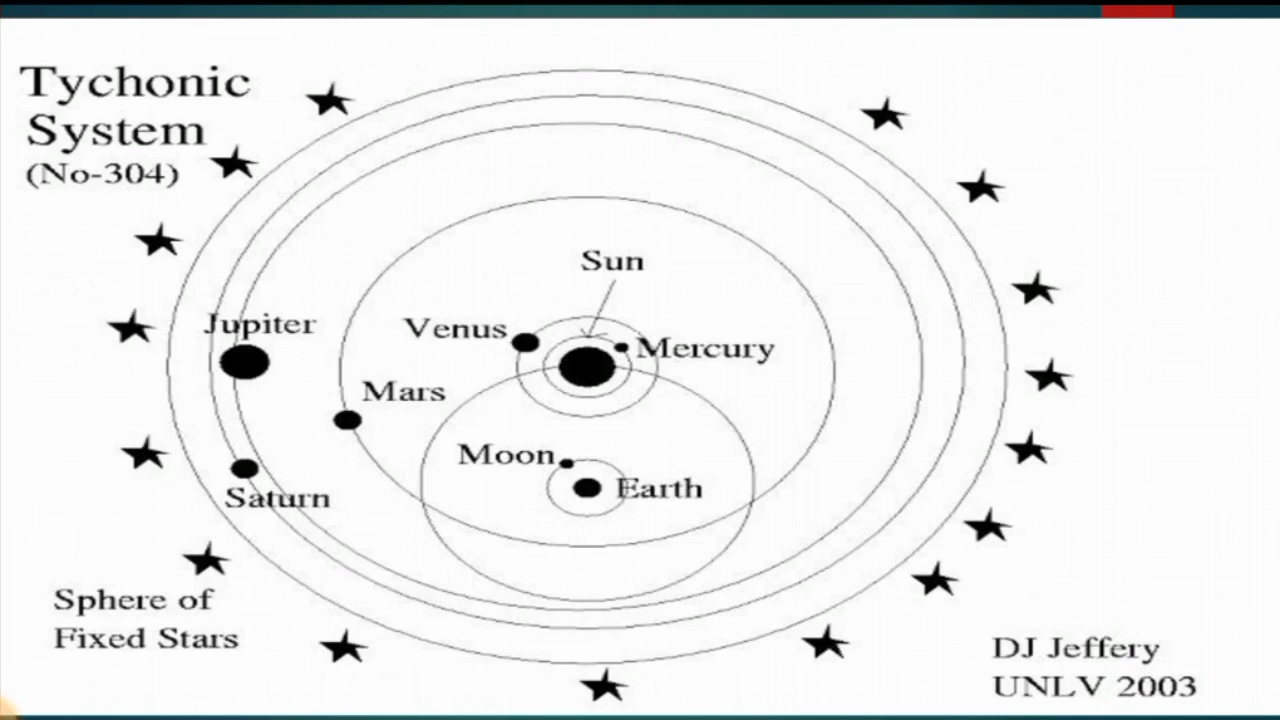 Tychonic
System
(No-304)
Sun
Jupiter
Venus
Mercury
Mars
Moon
Earth
Saturn
Sphere of
Fixed Stars
DJ Jeffery
UNLV 2003